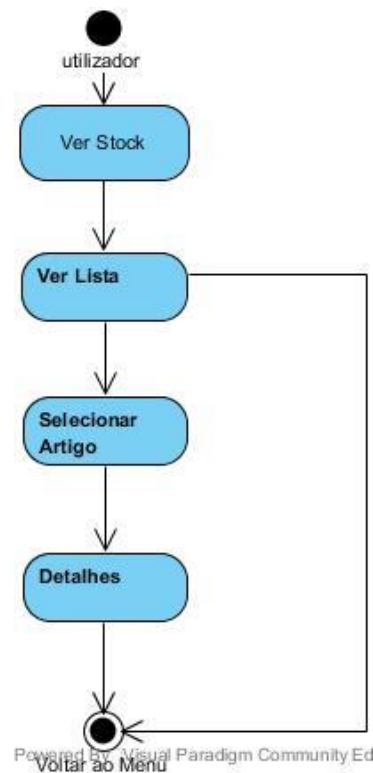 utilizador
Ver Stock
Ver Lista
Selecionar
Artigo
Detalhes
Powered By Visual Paradigm Community Ed
Voltar ao Menu